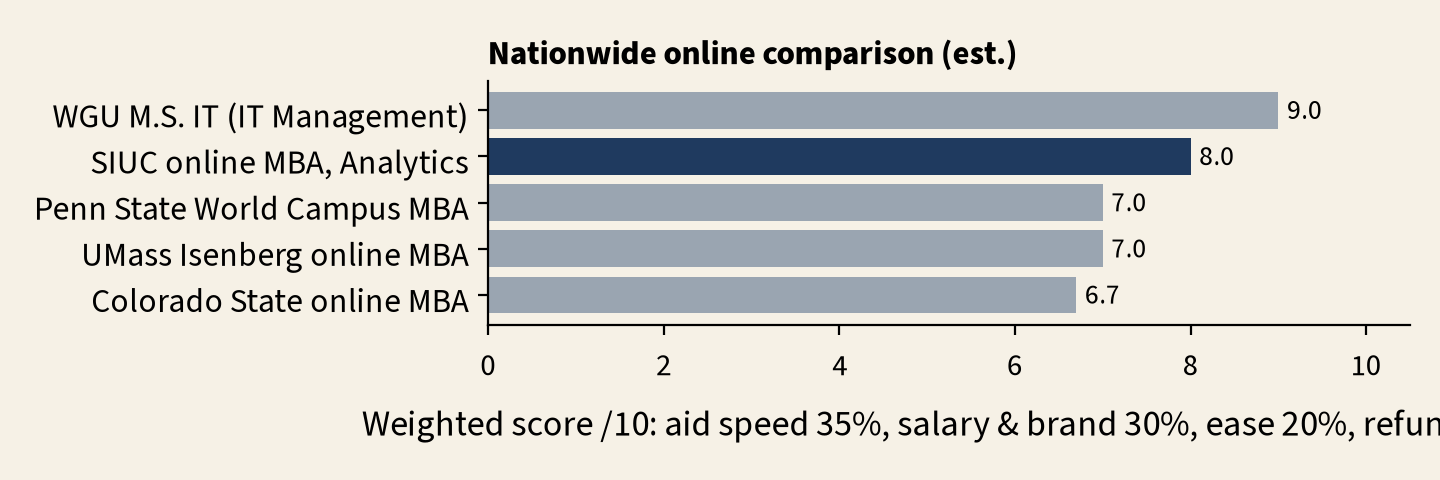 Nationwide online comparison (est.)
WGU M.S. IT (IT Management) 9.0
SIUC online MBA, Analytics 8.0
Penn State World Campus MBA 7.0
UMass Isenberg online MBA 7.0
Colorado State online MBA 6.7
0 2 4 6 8 10
Weighted score /10: aid speed 35%, salary & brand 30%, ease 20%,